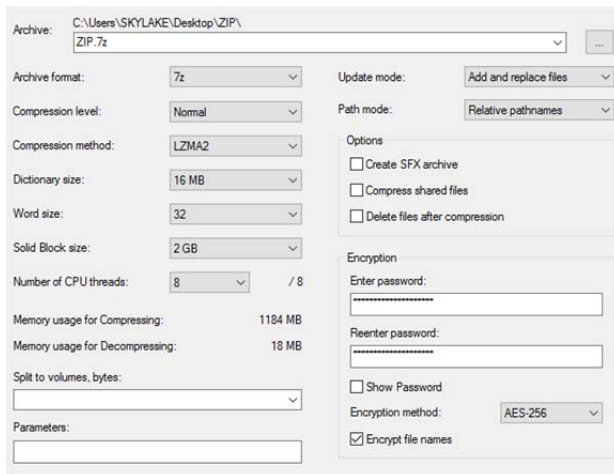 Archive: C:\Users\SKYLAKE\Desktop\ZIP\
ZIP.7z
...
Archive format: 7z
Compression level: Normal
Compression method: LZMA2
Dictionary size: 16 MB
Word size: 32
Solid Block size: 2 GB
Number of CPU threads: 8 / 8
Memory usage for Compressing: 1184 MB
Memory usage for Decompressing: 18 MB
Split to volumes, bytes:
Parameters:
Update mode: Add and replace files
Path mode: Relative pathnames
Options
Create SFX archive
Compress shared files
Delete files after compression
Encryption
Enter password:
Reenter password:
Show Password
Encryption method: AES-256
Encrypt file names